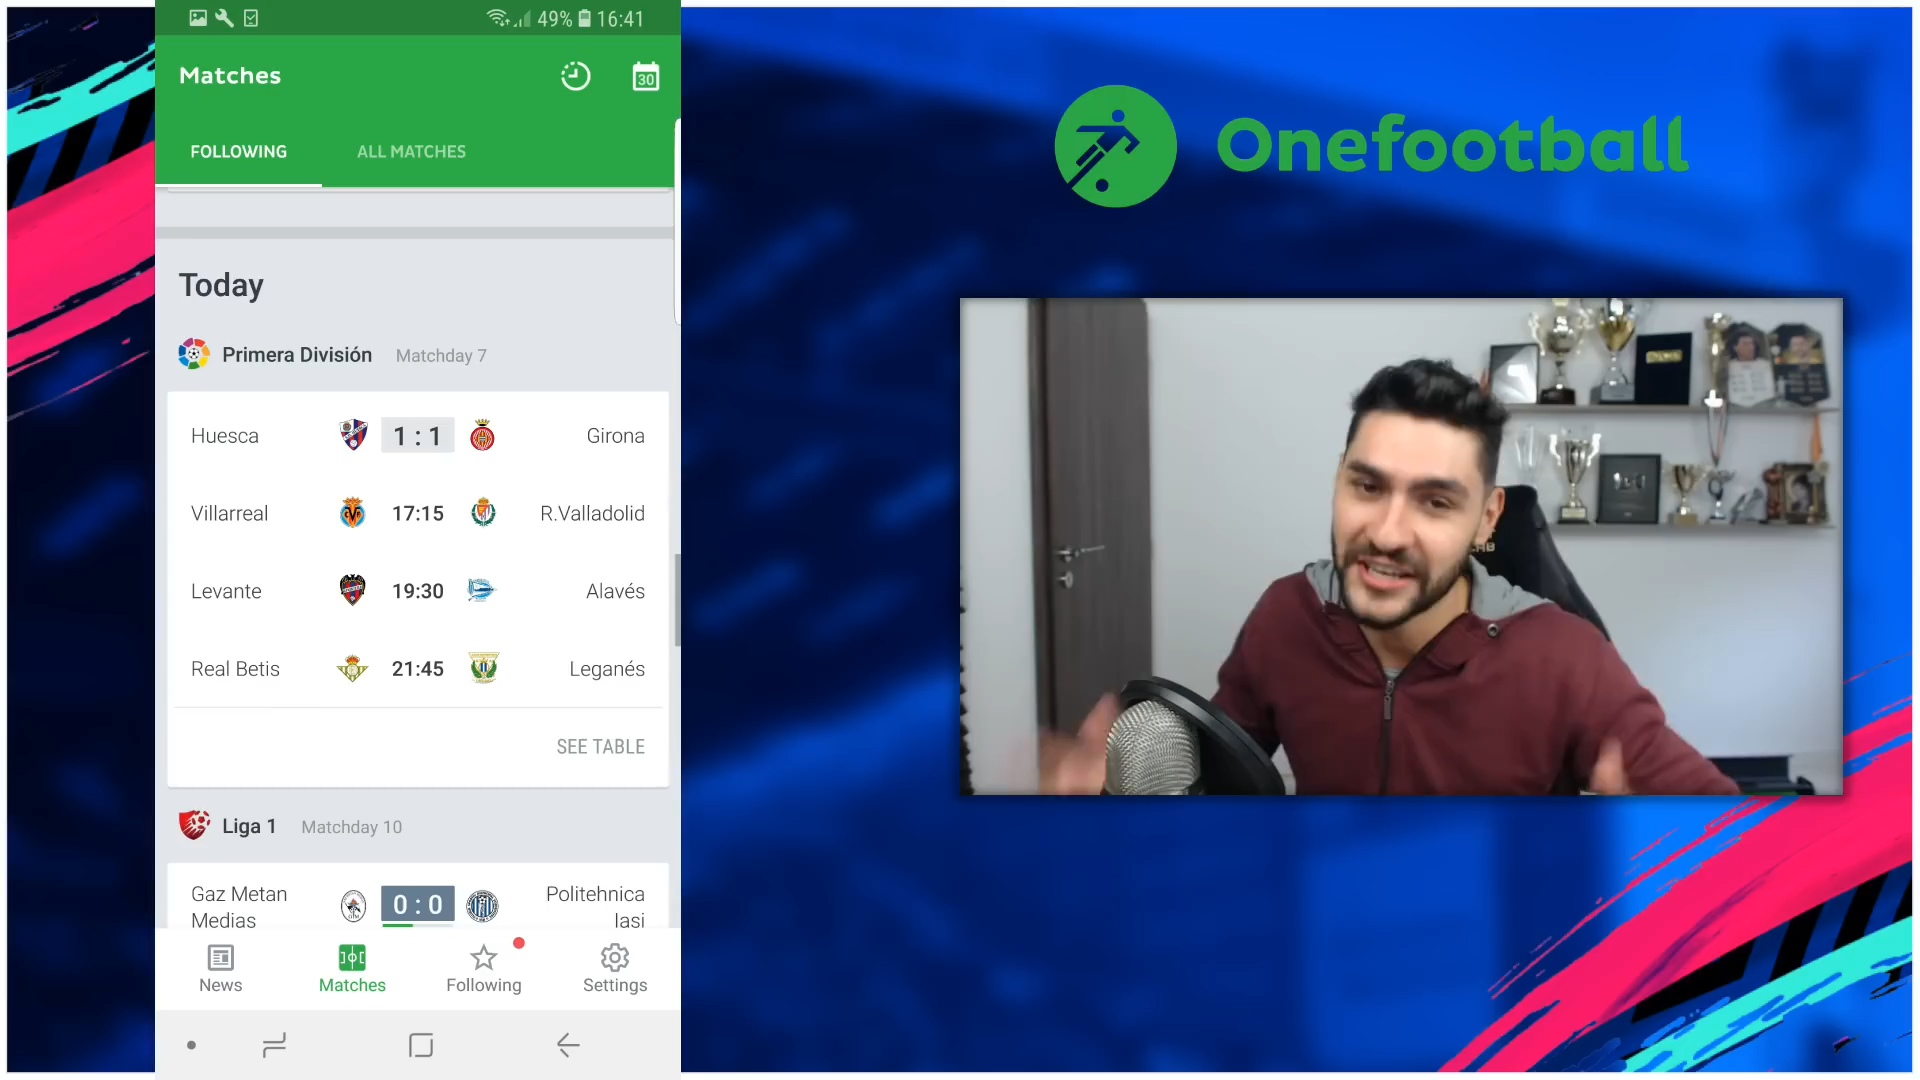 49% 16:41
Matches
30
FOLLOWING ALL MATCHES
Today
Primera División Matchday 7
Huesca 1 : 1 Girona
Villarreal 17:15 R.Valladolid
Levante 19:30 Alavés
Real Betis 21:45 Leganés
SEE TABLE
Liga 1 Matchday 10
Gaz Metan Medias 0 : 0 Politehnica Iasi
News Matches Following Settings
Onefootball